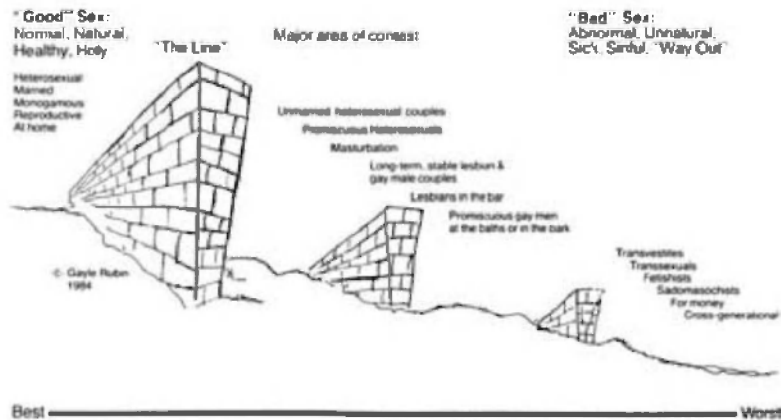 "Good" Sex:
Normal, Natural,
Healthy, Holy
Heterosexual
Married
Monogamous
Reproductive
At home
"The Line"
Major area of contest
Unmarried heterosexual couples
Promiscuous Heterosexuals
Masturbation
Long-term, stable lesbian &
gay male couples
Lesbians in the bar
Promiscuous gay men
at the baths or in the park
"Bad" Sex:
Abnormal, Unnatural,
Sick, Sinful, "Way Out"
Transvestites
Transsexuals
Fetishists
Sadomasochists
For money
Cross-generational
© Gayle Rubin
1984
Best
Worst